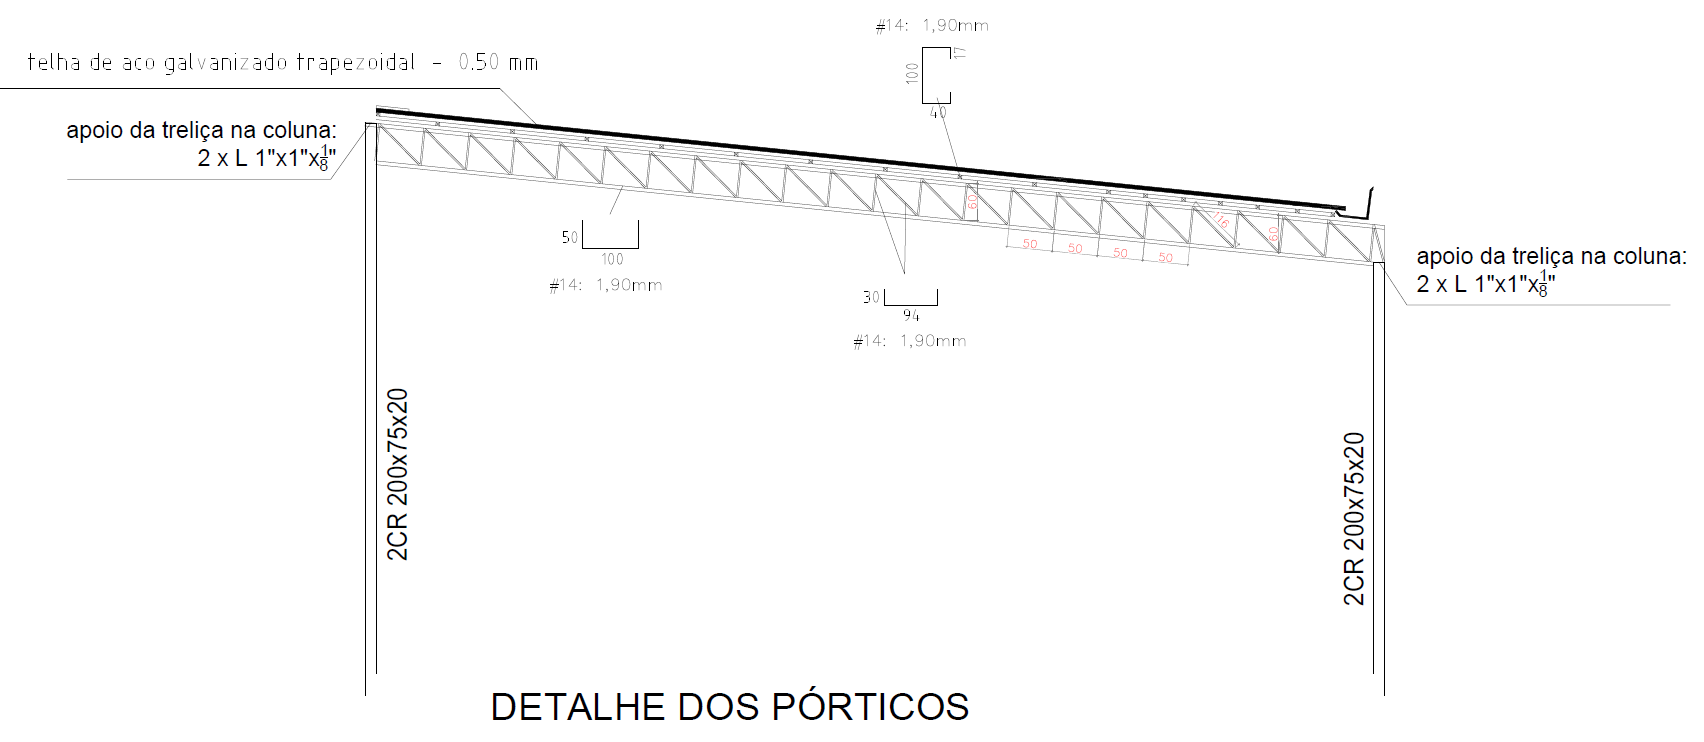 #14: 1,90mm
17
100
40
telha de aco galvanizado trapezoidal - 0.50 mm
apoio da treliça na coluna:
2 x L 1"x1"x1/8"
60
116
60
50
50
50
50
50
100
#14: 1,90mm
30
94
#14: 1,90mm
apoio da treliça na coluna:
2 x L 1"x1"x1/8"
2CR 200x75x20
2CR 200x75x20
DETALHE DOS PÓRTICOS